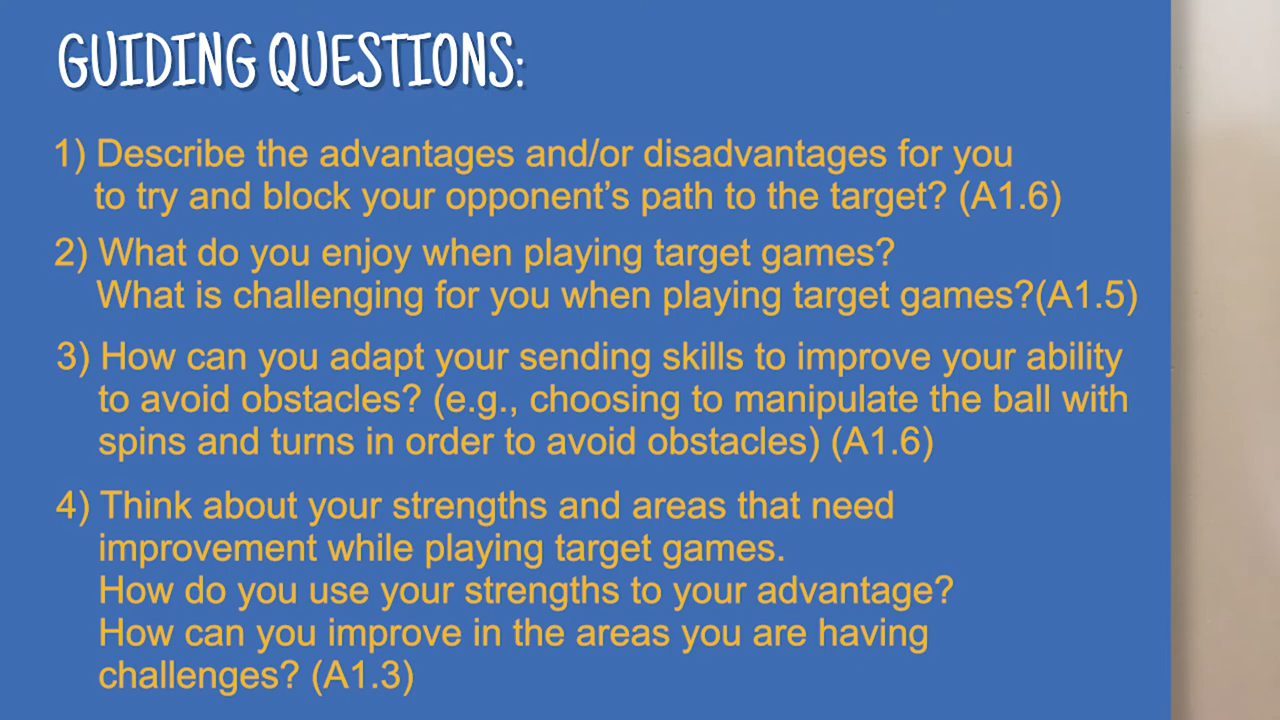 GUIDING QUESTIONS:
1) Describe the advantages and/or disadvantages for you
to try and block your opponent’s path to the target? (A1.6)
2) What do you enjoy when playing target games?
What is challenging for you when playing target games?(A1.5)
3) How can you adapt your sending skills to improve your ability
to avoid obstacles? (e.g., choosing to manipulate the ball with
spins and turns in order to avoid obstacles) (A1.6)
4) Think about your strengths and areas that need
improvement while playing target games.
How do you use your strengths to your advantage?
How can you improve in the areas you are having
challenges? (A1.3)